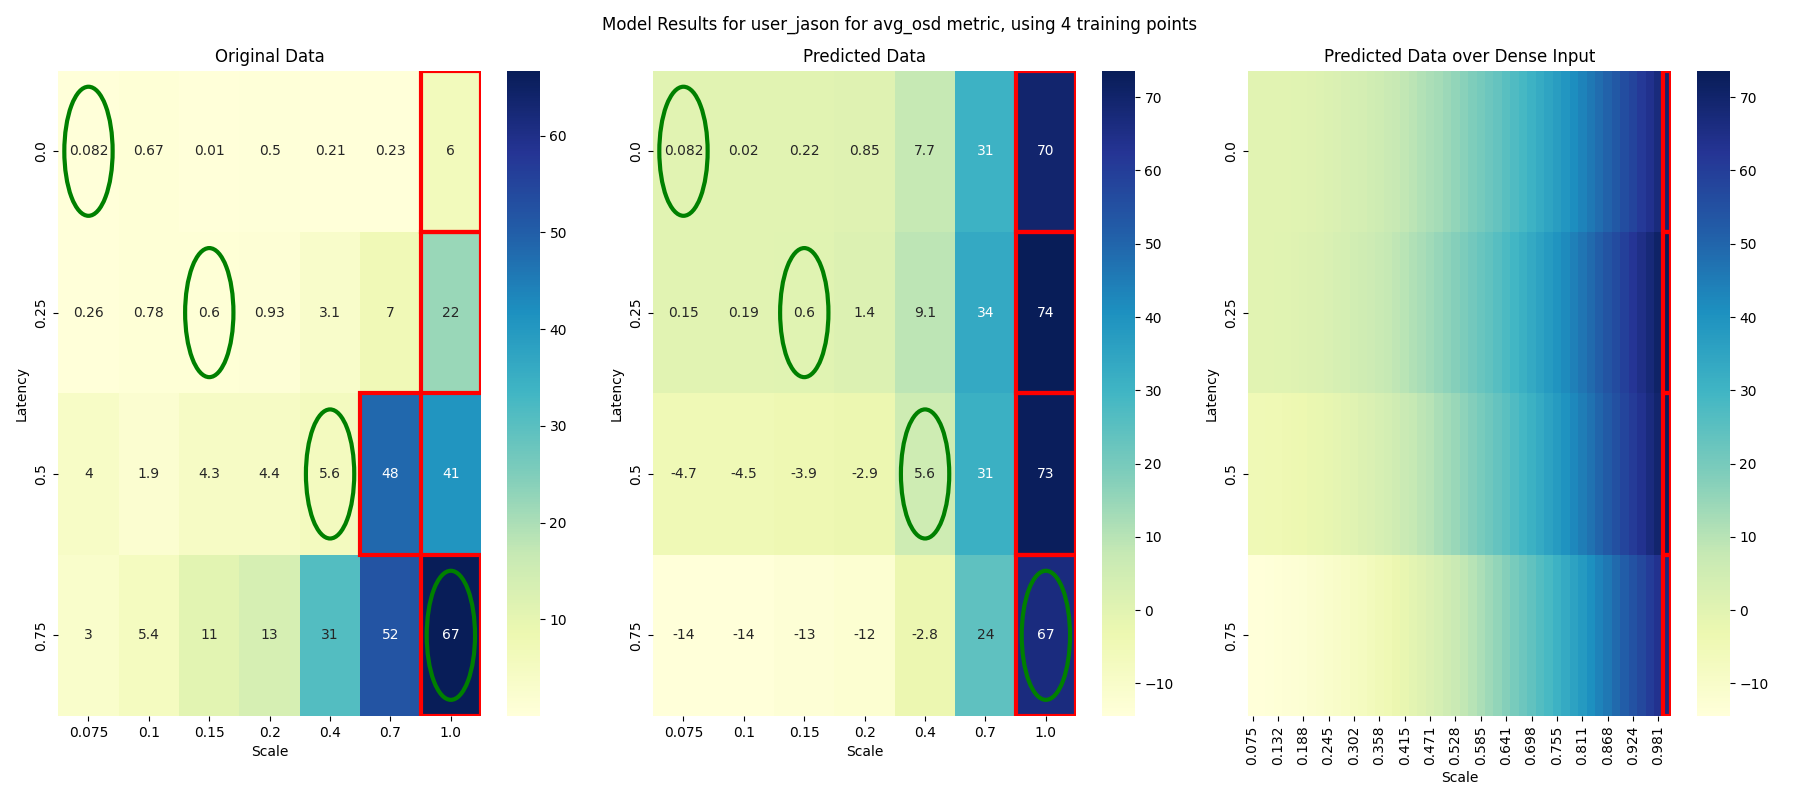 Model Results for user_jason for avg_osd metric, using 4 training points
Original Data
0.0
0.082 0.67 0.01 0.5 0.21 0.23 6
0.25
0.26 0.78 0.6 0.93 3.1 7 22
0.5
4 1.9 4.3 4.4 5.6 48 41
0.75
3 5.4 11 13 31 52 67
Latency
0.075 0.1 0.15 0.2 0.4 0.7 1.0
Scale
60
50
40
30
20
10
Predicted Data
0.0
0.082 0.02 0.22 0.85 7.7 31 70
0.25
0.15 0.19 0.6 1.4 9.1 34 74
0.5
-4.7 -4.5 -3.9 -2.9 5.6 31 73
0.75
-14 -14 -13 -12 -2.8 24 67
Latency
0.075 0.1 0.15 0.2 0.4 0.7 1.0
Scale
70
60
50
40
30
20
10
0
−10
Predicted Data over Dense Input
0.0
0.25
0.5
0.75
Latency
0.075 0.132 0.188 0.245 0.302 0.358 0.415 0.471 0.528 0.585 0.641 0.698 0.755 0.811 0.868 0.924 0.981
Scale
70
60
50
40
30
20
10
0
−10